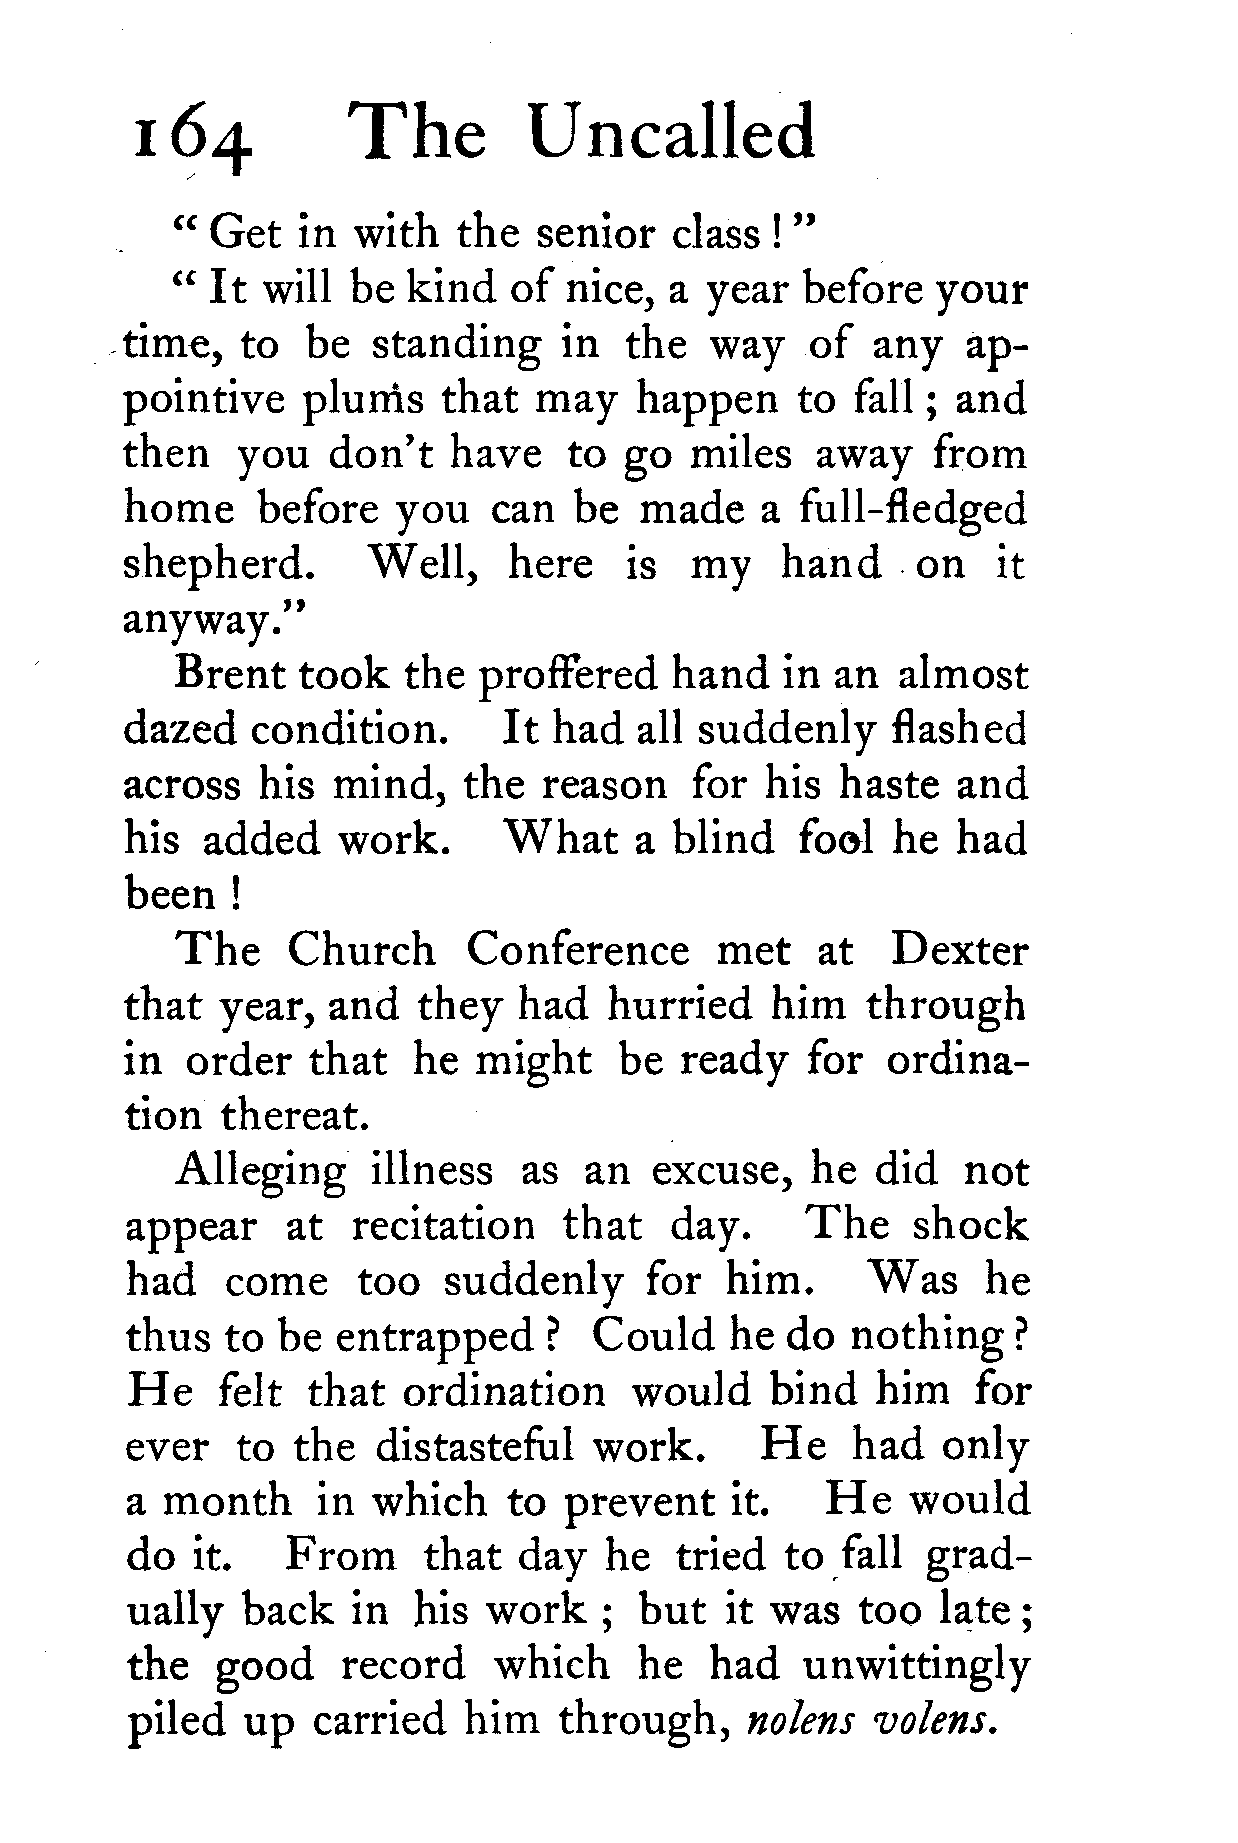 164 The Uncalled
“ Get in with the senior class ! ”
“ It will be kind of nice, a year before your
time, to be standing in the way of any ap-
pointive plums that may happen to fall ; and
then you don’t have to go miles away from
home before you can be made a full-fledged
shepherd. Well, here is my hand on it
anyway.”
Brent took the proffered hand in an almost
dazed condition. It had all suddenly flashed
across his mind, the reason for his haste and
his added work. What a blind fool he had
been !
The Church Conference met at Dexter
that year, and they had hurried him through
in order that he might be ready for ordina-
tion thereat.
Alleging illness as an excuse, he did not
appear at recitation that day. The shock
had come too suddenly for him. Was he
thus to be entrapped ? Could he do nothing ?
He felt that ordination would bind him for
ever to the distasteful work. He had only
a month in which to prevent it. He would
do it. From that day he tried to fall grad-
ually back in his work ; but it was too late ;
the good record which he had unwittingly
piled up carried him through, nolens volens.